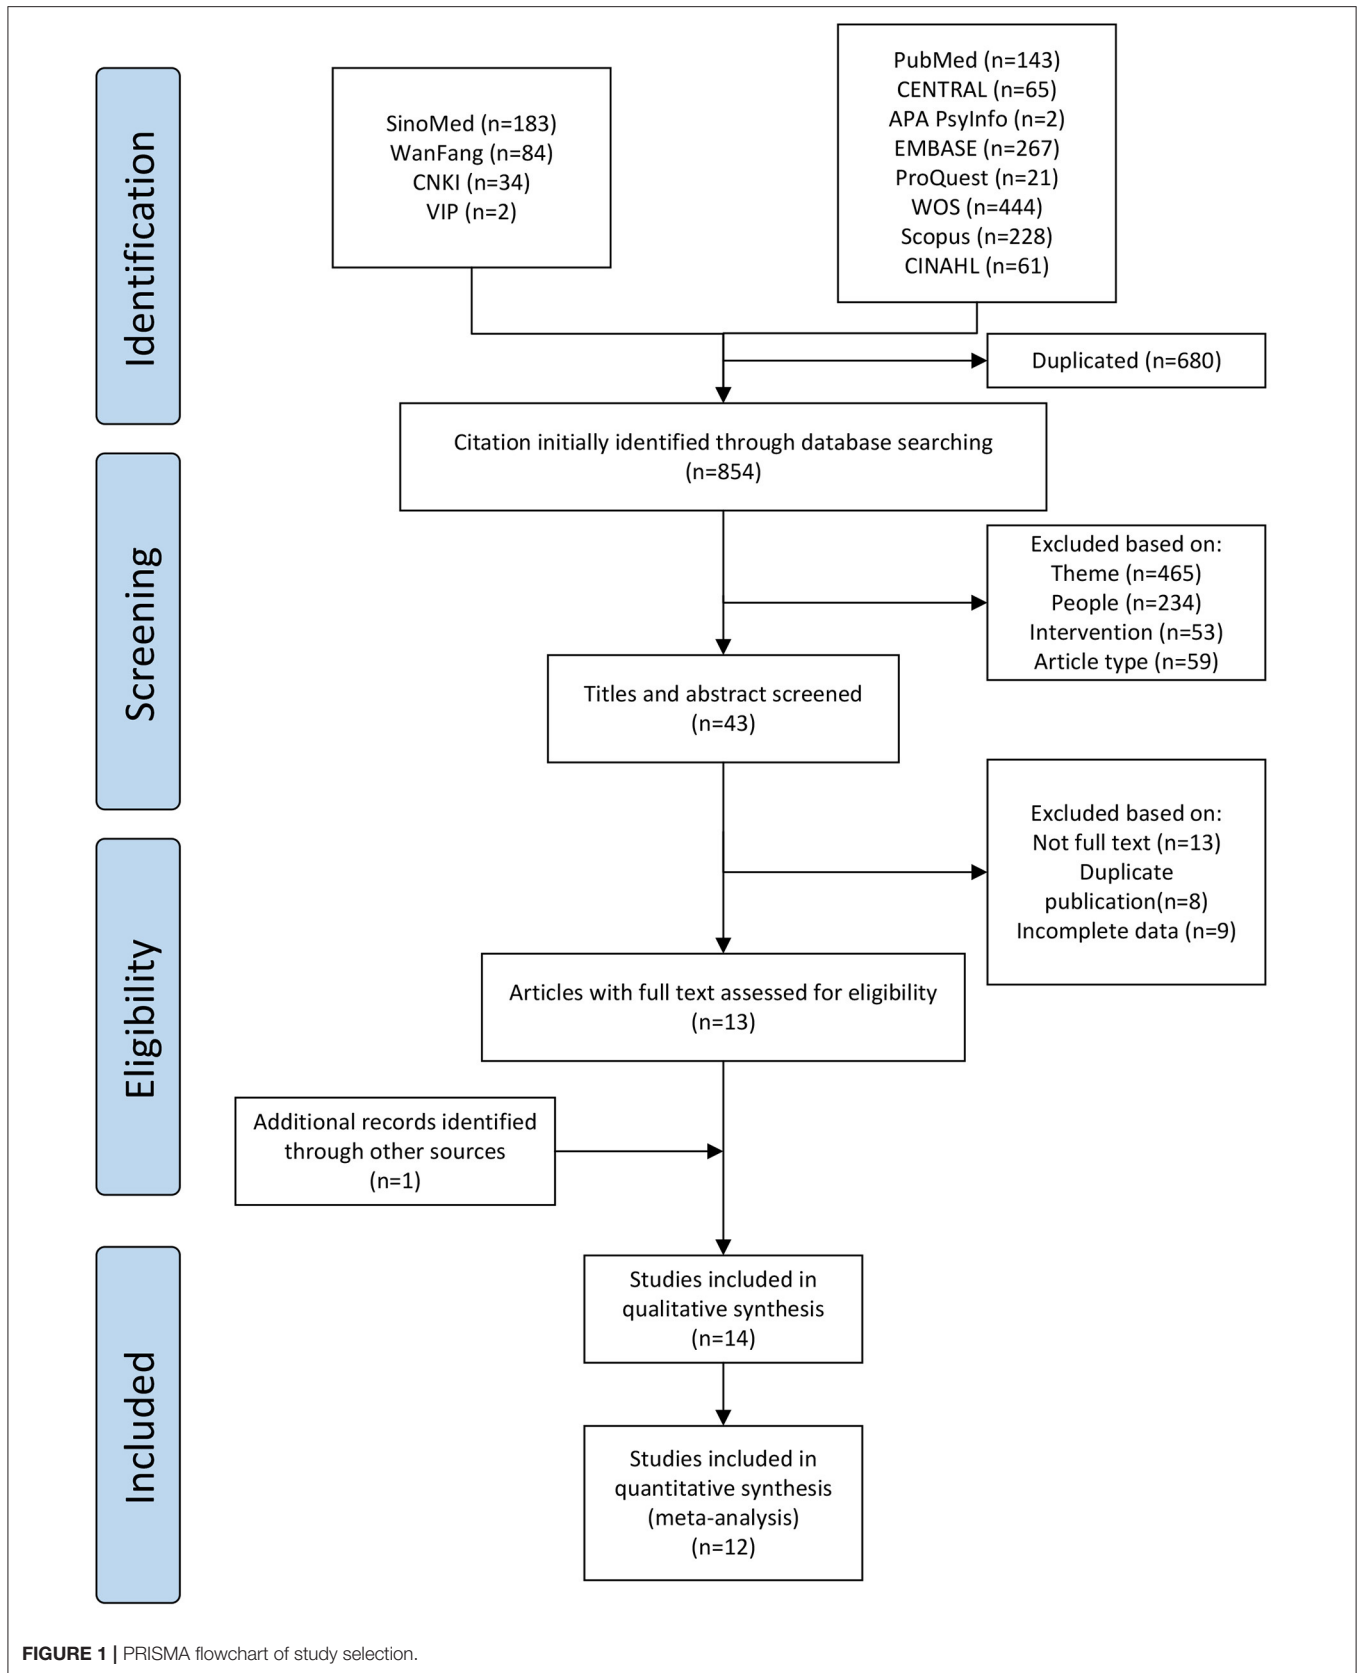 Identification
SinoMed (n=183)
WanFang (n=84)
CNKI (n=34)
VIP (n=2)
PubMed (n=143)
CENTRAL (n=65)
APA PsyInfo (n=2)
EMBASE (n=267)
ProQuest (n=21)
WOS (n=444)
Scopus (n=228)
CINAHL (n=61)
Duplicated (n=680)
Citation initially identified through database searching
(n=854)
Screening
Excluded based on:
Theme (n=465)
People (n=234)
Intervention (n=53)
Article type (n=59)
Titles and abstract screened
(n=43)
Excluded based on:
Not full text (n=13)
Duplicate
publication(n=8)
Incomplete data (n=9)
Eligibility
Articles with full text assessed for eligibility
(n=13)
Additional records identified
through other sources
(n=1)
Included
Studies included in
qualitative synthesis
(n=14)
Studies included in
quantitative synthesis
(meta-analysis)
(n=12)
FIGURE 1 | PRISMA flowchart of study selection.